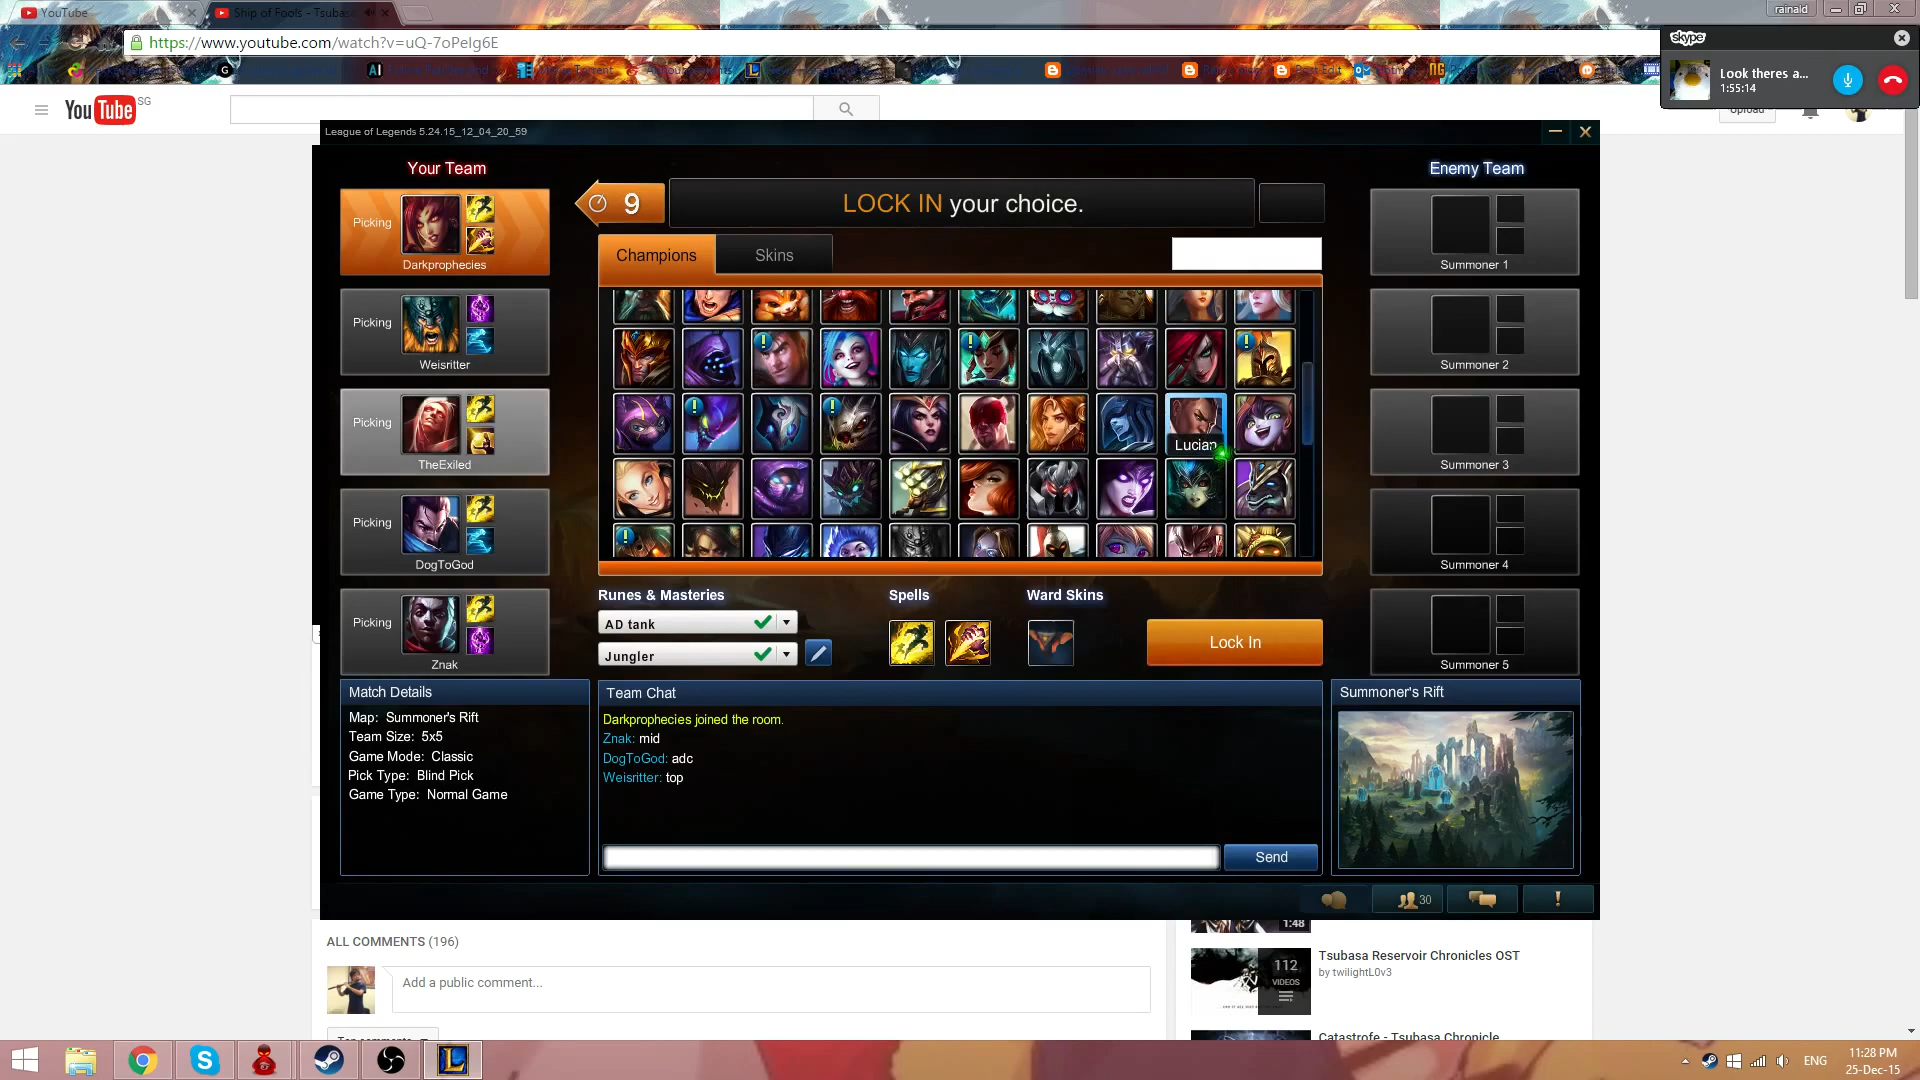 YouTube
Ship of Fools - Tsubasa
rainald
https://www.youtube.com/watch?v=uQ-7oPeIg6E
skype
Look theres a...
1:55:14
YouTube SG
Upload
League of Legends 5.24.15_12_04_20_59
Your Team
Enemy Team
9
LOCK IN your choice.
Champions
Skins
Picking
Darkprophecies
Picking
Weisritter
Picking
TheExiled
Picking
DogToGod
Picking
Znak
Lucian
Summoner 1
Summoner 2
Summoner 3
Summoner 4
Summoner 5
Runes & Masteries
Spells
Ward Skins
AD tank
Jungler
Lock In
Match Details
Map: Summoner's Rift
Team Size: 5x5
Game Mode: Classic
Pick Type: Blind Pick
Game Type: Normal Game
Team Chat
Darkprophecies joined the room.
Znak: mid
DogToGod: adc
Weisritter: top
Send
Summoner's Rift
30
ALL COMMENTS (196)
Add a public comment...
Top comments
1:48
112
VIDEOS
Tsubasa Reservoir Chronicles OST
by twilightL0v3
Catastrofe - Tsubasa Chronicle
ENG
11:28 PM
25-Dec-15